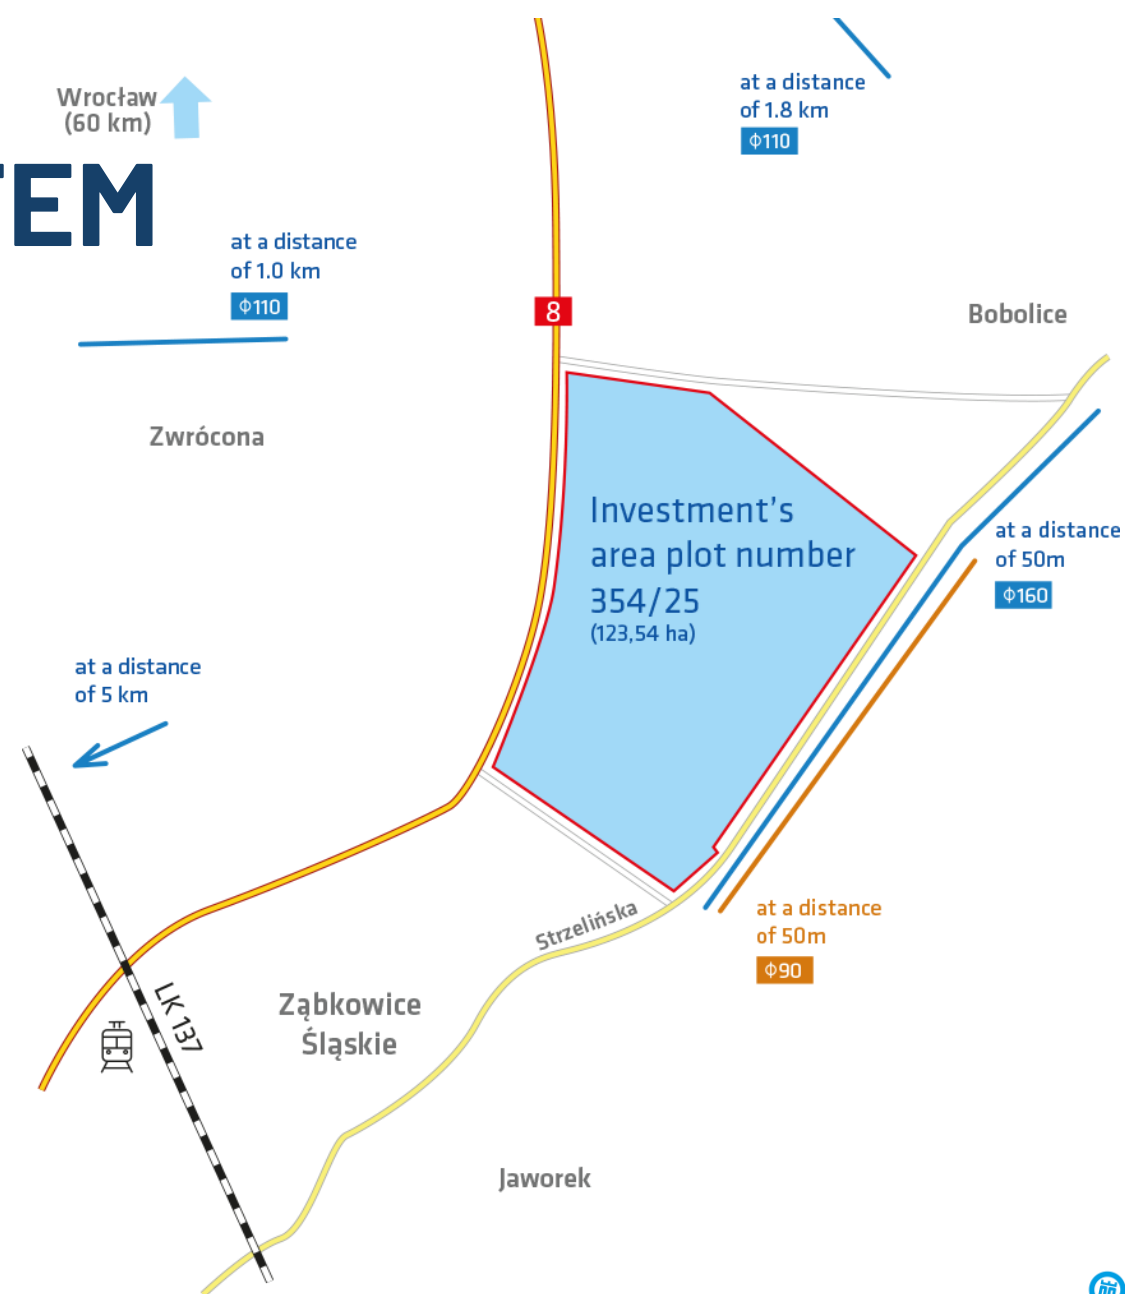 at a distance
of 1.8 km
Φ110
Wrocław
(60 km)
TEM
at a distance
of 1.0 km
Φ110
8
Bobolice
Zwrócona
Investment's
area plot number
354/25
(123,54 ha)
at a distance
of 50m
Φ160
at a distance
of 5 km
at a distance
of 50m
Φ90
Strzelińska
LK 137
Ząbkowice
Śląskie
Jaworek